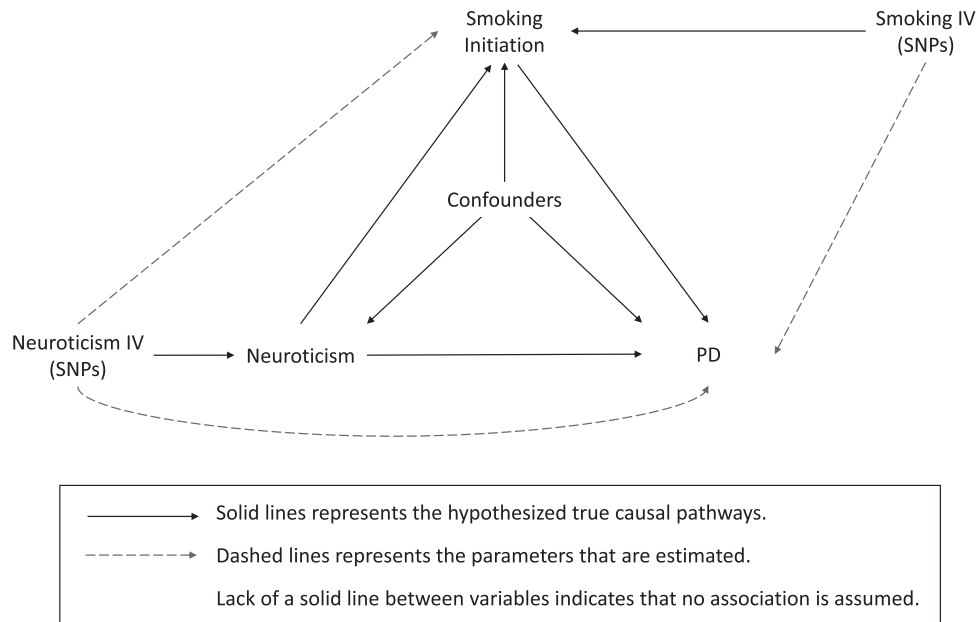 Smoking
Initiation
Smoking IV
(SNPs)
Confounders
Neuroticism IV
(SNPs)
Neuroticism
PD
Solid lines represents the hypothesized true causal pathways.
Dashed lines represents the parameters that are estimated.
Lack of a solid line between variables indicates that no association is assumed.